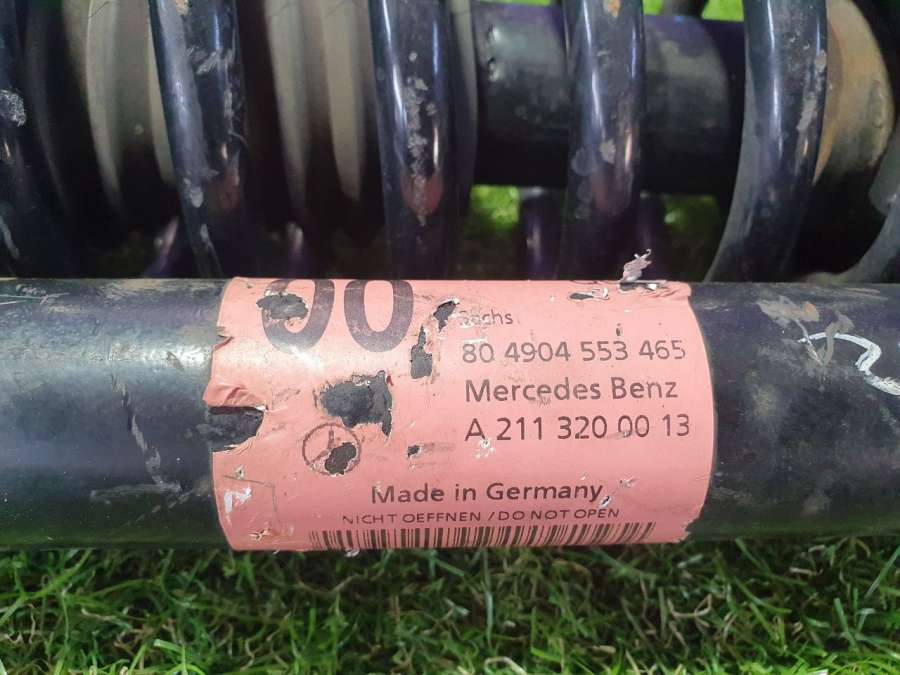 00
Sachs
80 4904 553 465
Mercedes Benz
A 211 320 00 13
Made in Germany
NICHT OEFFNEN / DO NOT OPEN